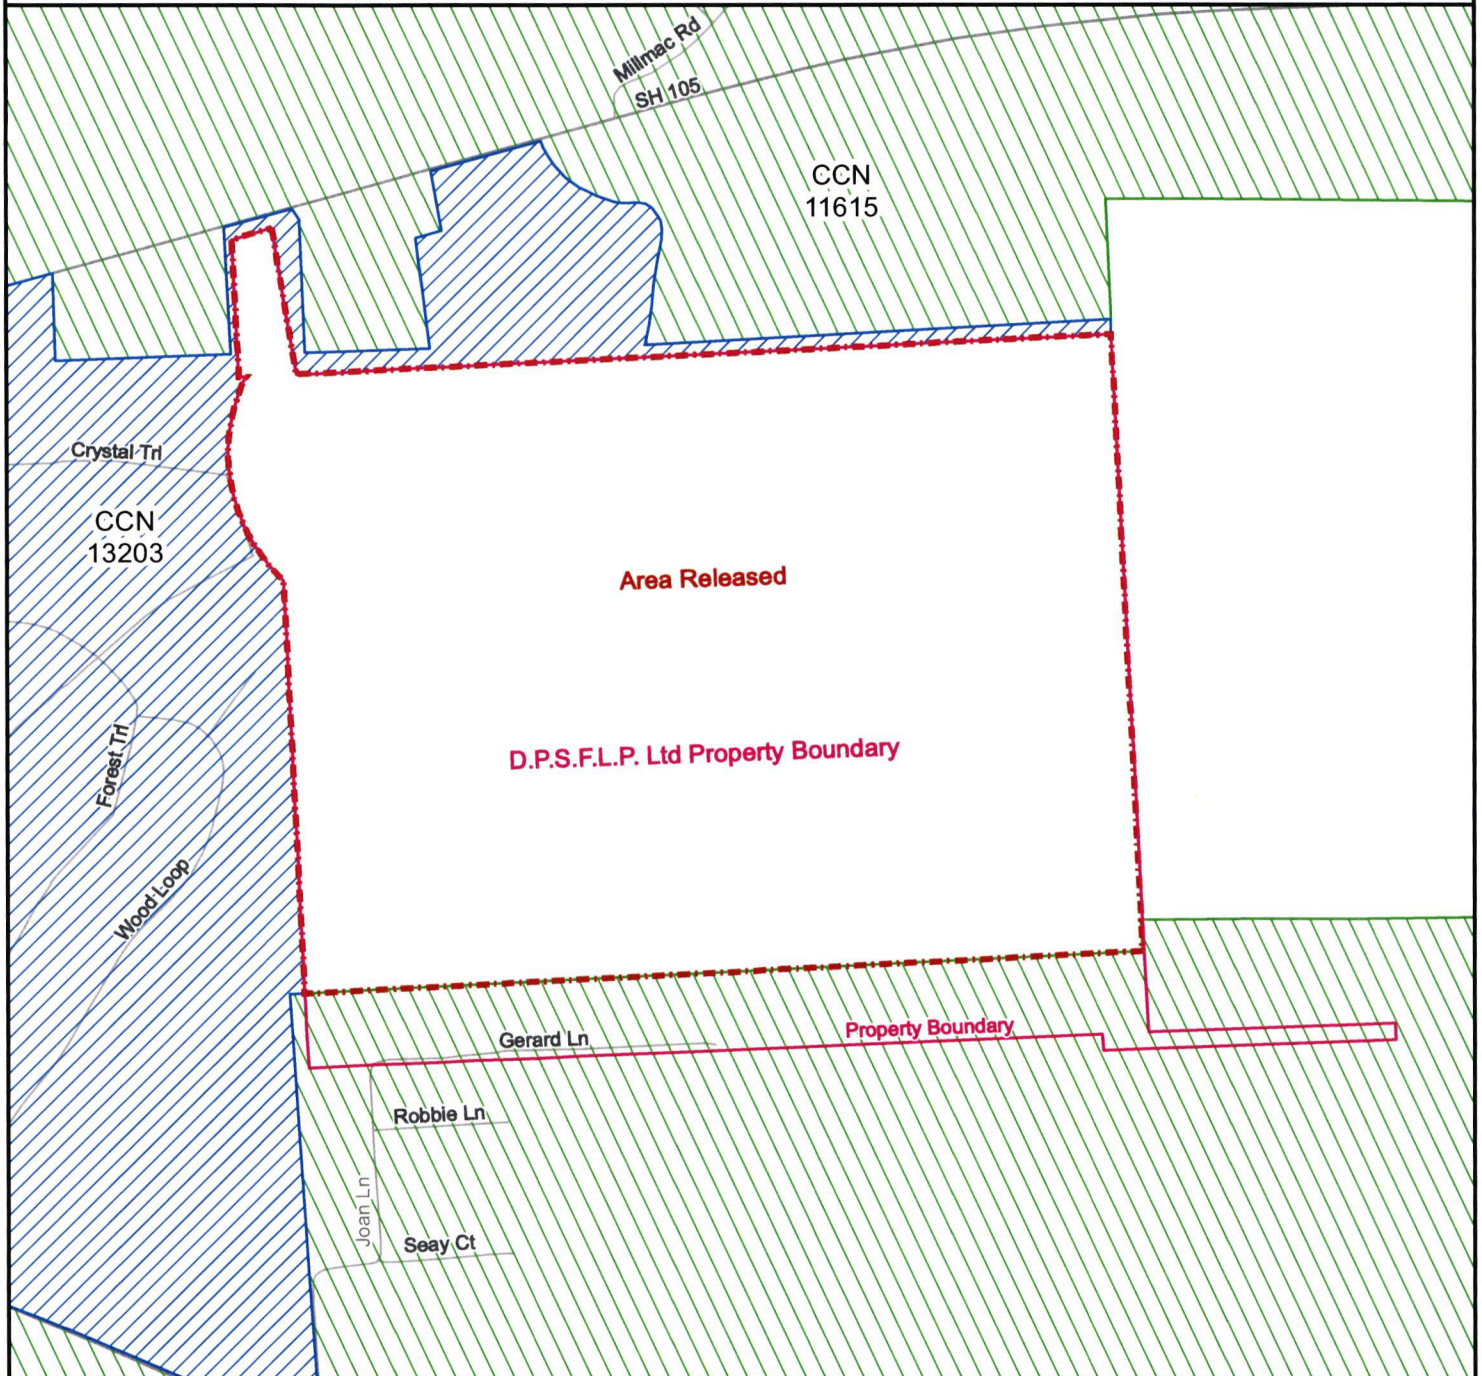 Millmac Rd
SH 105
CCN
11615
Crystal Trl
CCN
13203
Area Released
D.P.S.F.L.P. Ltd Property Boundary
Forest Trl
Wood Loop
Property Boundary
Gerard Ln
Robbie Ln
Joan Ln
Seay Ct